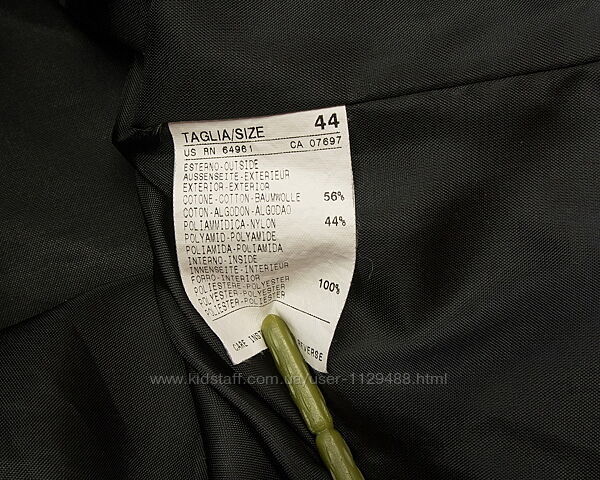 TAGLIA/SIZE 44
US RN 64961 CA 07697
ESTERNO-OUTSIDE
AUSSENSEITE-EXTERIEUR
EXTERIOR-EXTERIOR
COTONE-COTTON-BAUMWOLLE 56%
COTON-ALGODON-ALGODAO
POLIAMMIDICA-NYLON 44%
POLYAMID-POLYAMIDE
POLIAMIDA-POLIAMIDA
INTERNO-INSIDE
INNENSEITE-INTERIEUR
FORRO-INTERIOR
POLIESTERE-POLYESTER 100%
POLYESTER-POLYESTER
POLIESTER-POLIESTER
CARE INST REVERSE
www.kidstaff.com.ua/user-1129488.html